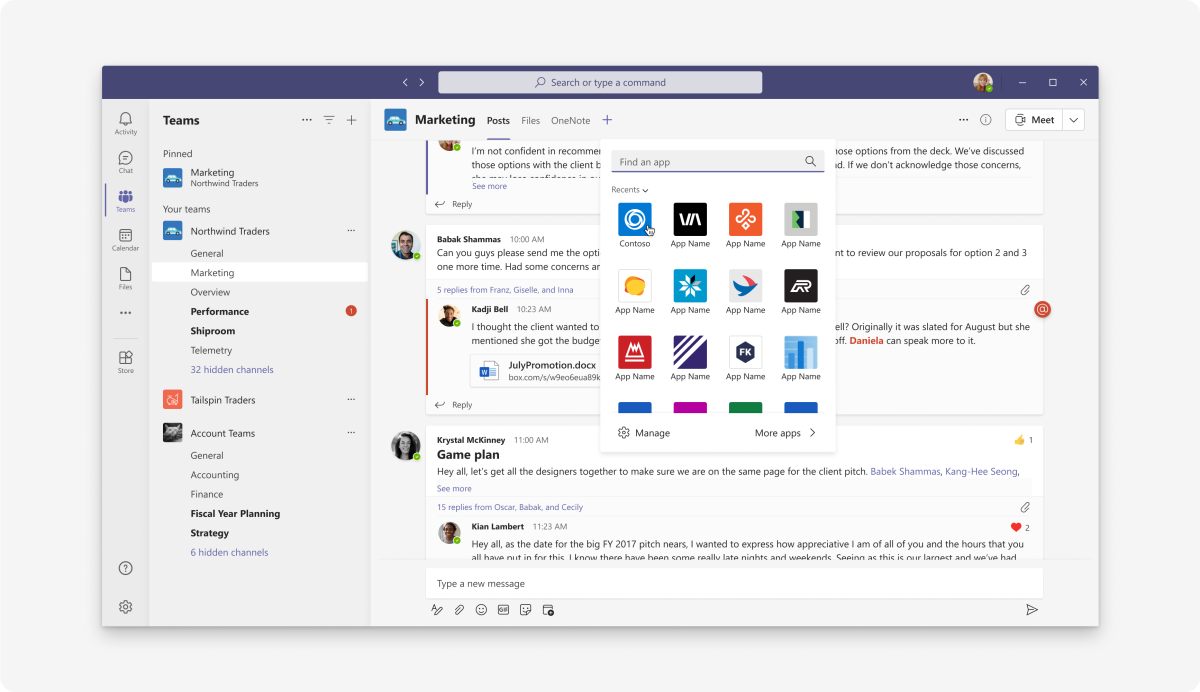 Search or type a command
Activity
Chat
Teams
Calendar
Files
Store
Teams
Pinned
Marketing
Northwind Traders
Your teams
Northwind Traders
General
Marketing
Overview
Performance
1
Shiproom
Telemetry
32 hidden channels
Tailspin Traders
Account Teams
General
Accounting
Finance
Fiscal Year Planning
Strategy
6 hidden channels
Marketing Posts Files OneNote
Meet
I'm not confident in recommen
ose options from the deck. We've discussed
those options with the client b
d. If we don't acknowledge those concerns,
See more
Reply
Babak Shammas 10:00 AM
Can you guys please send me the opti
nt to review our proposals for option 2 and 3
one more time. Had some concerns ar
5 replies from Franz, Giselle, and Inna
Kadji Bell 10:23 AM
I thought the client wanted to
ell? Originally it was slated for August but she
mentioned she got the budge
off. Daniela can speak more to it.
W
JulyPromotion.docx
box.com/s/w9eo6eua89k
Reply
@
Find an app
Recents
Contoso App Name App Name App Name
VA
App Name App Name App Name App Name
FK
App Name App Name App Name App Name
Manage More apps
Krystal McKinney 11:00 AM
1
Game plan
Hey all, let's get all the designers together to make sure we are on the same page for the client pitch. Babek Shammas, Kang-Hee Seong,
See more
15 replies from Oscar, Babak, and Cecily
Kian Lambert 11:23 AM
2
Hey all, as the date for the big FY 2017 pitch nears, I wanted to express how appreciative I am of all of you and the hours that you
all have put in for this. I know there have been some really late nights and weekends. Seeing as this is our largest and we've had
Type a new message
GIF